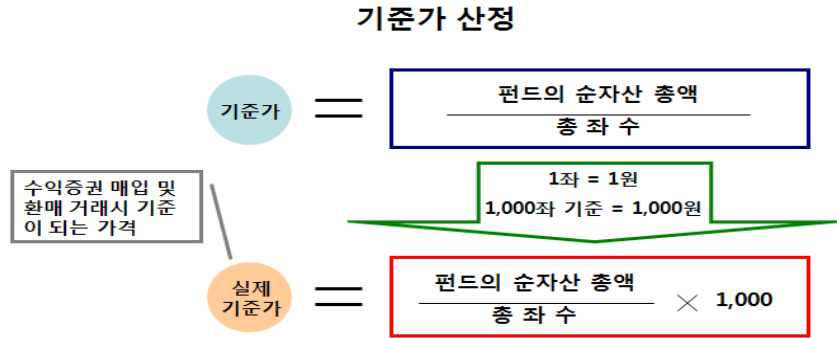 기준가 산정
기준가
=
펀드의 순자산 총액
총 좌 수
수익증권 매입 및
환매 거래시 기준
이 되는 가격
1좌 = 1원
1,000좌 기준 = 1,000원
실제
기준가
=
펀드의 순자산 총액
총 좌 수
× 1,000